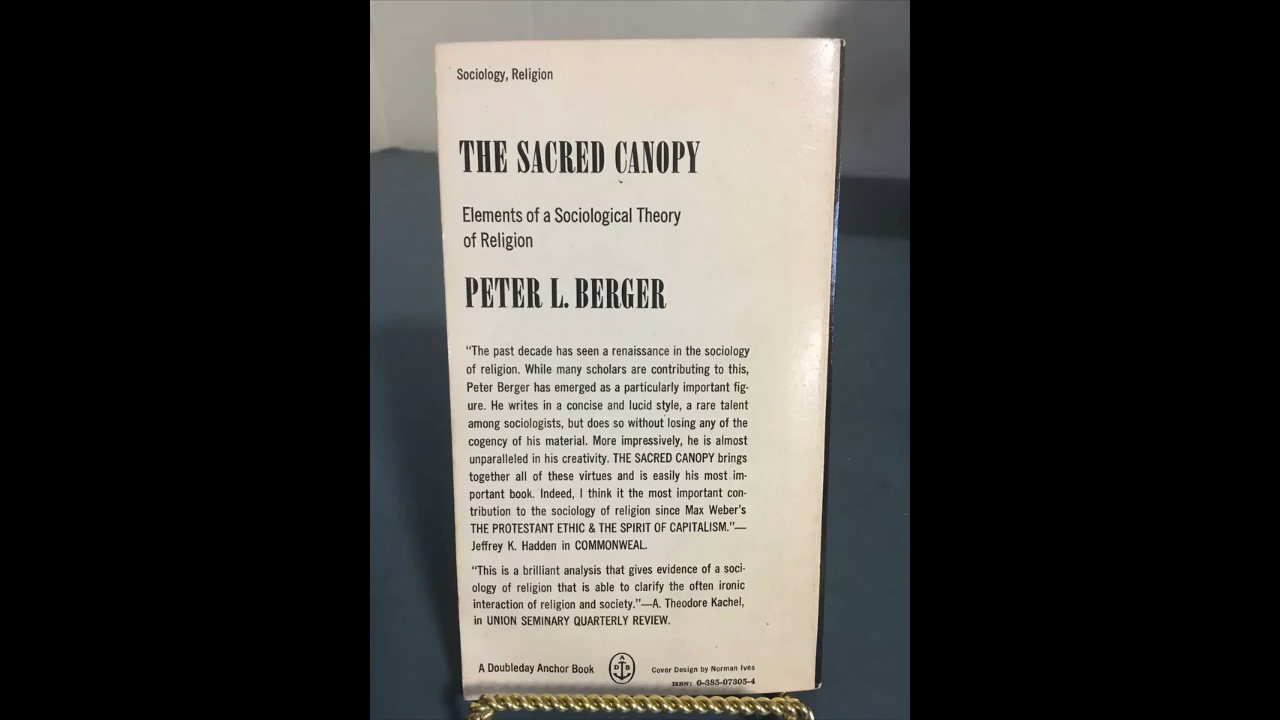 Sociology, Religion
THE SACRED CANOPY
Elements of a Sociological Theory
of Religion
PETER L. BERGER
“The past decade has seen a renaissance in the sociology
of religion. While many scholars are contributing to this,
Peter Berger has emerged as a particularly important fig-
ure. He writes in a concise and lucid style, a rare talent
among sociologists, but does so without losing any of the
cogency of his material. More impressively, he is almost
unparalleled in his creativity. THE SACRED CANOPY brings
together all of these virtues and is easily his most im-
portant book. Indeed, I think it the most important con-
tribution to the sociology of religion since Max Weber's
THE PROTESTANT ETHIC & THE SPIRIT OF CAPITALISM.”—
Jeffrey K. Hadden in COMMONWEAL.
“This is a brilliant analysis that gives evidence of a soci-
ology of religion that is able to clarify the often ironic
interaction of religion and society.”—A. Theodore Kachel,
in UNION SEMINARY QUARTERLY REVIEW.
A Doubleday Anchor Book
A
D B
Cover Design by Norman Ives
ISBN: 0-385-07305-4